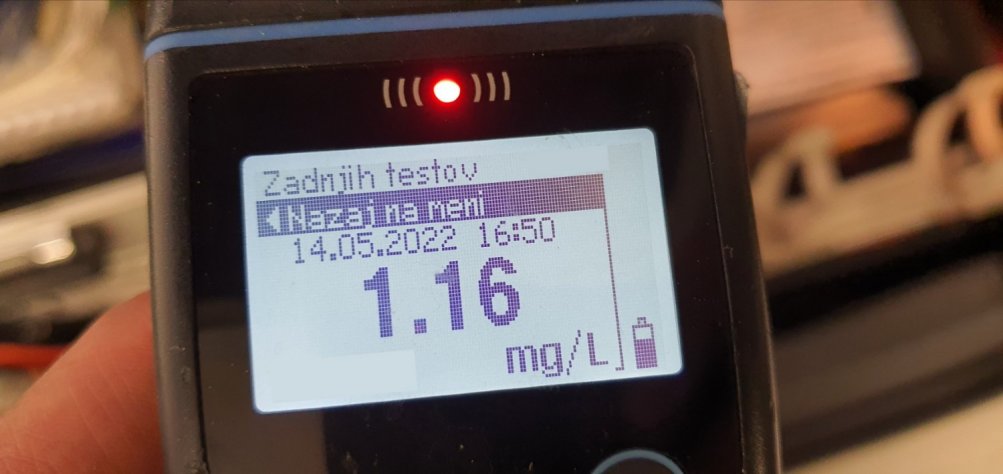 Zadnjih testov
Nazaj na meni
14.05.2022 16:50
1.16
mg/L